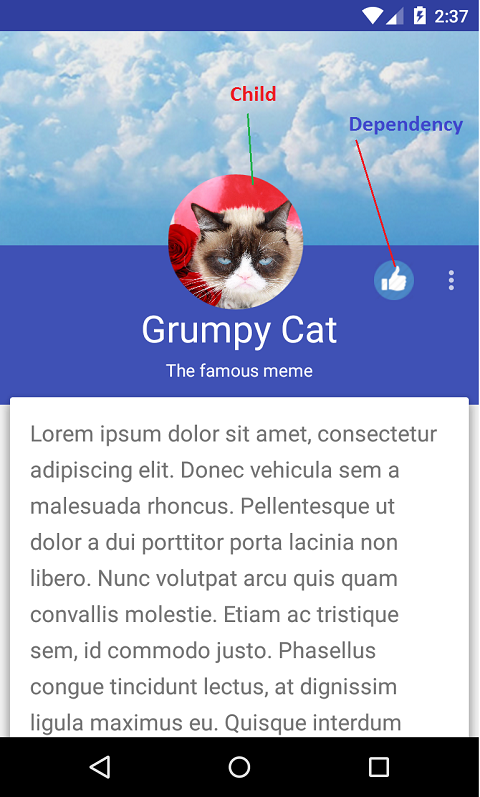 2:37
Child
Dependency
Grumpy Cat
The famous meme
Lorem ipsum dolor sit amet, consectetur
adipiscing elit. Donec vehicula sem a
malesuada rhoncus. Pellentesque ut
dolor a dui porttitor porta lacinia non
libero. Nunc volutpat arcu quis quam
convallis molestie. Etiam ac tristique
sem, id commodo justo. Phasellus
congue tincidunt lectus, at dignissim
ligula maximus eu. Quisque interdum